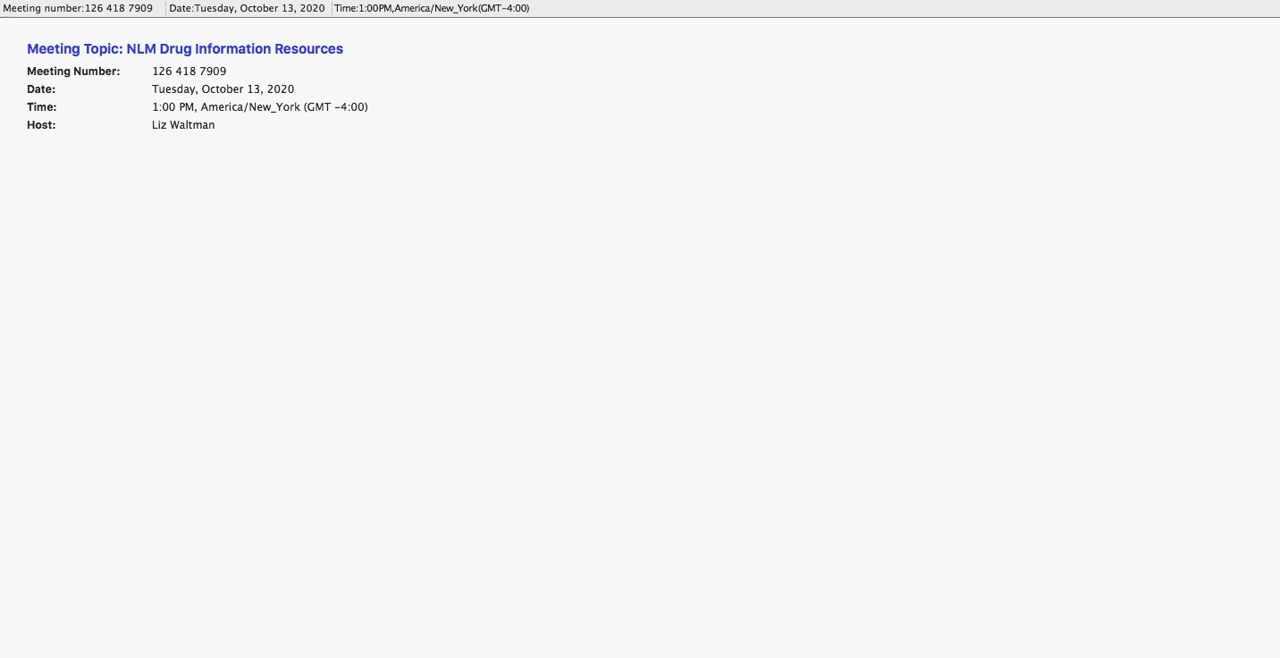 Meeting number:126 418 7909 Date:Tuesday, October 13, 2020 Time:1:00PM,America/New_York(GMT-4:00)
Meeting Topic: NLM Drug Information Resources
Meeting Number: 126 418 7909
Date: Tuesday, October 13, 2020
Time: 1:00 PM, America/New_York (GMT -4:00)
Host: Liz Waltman